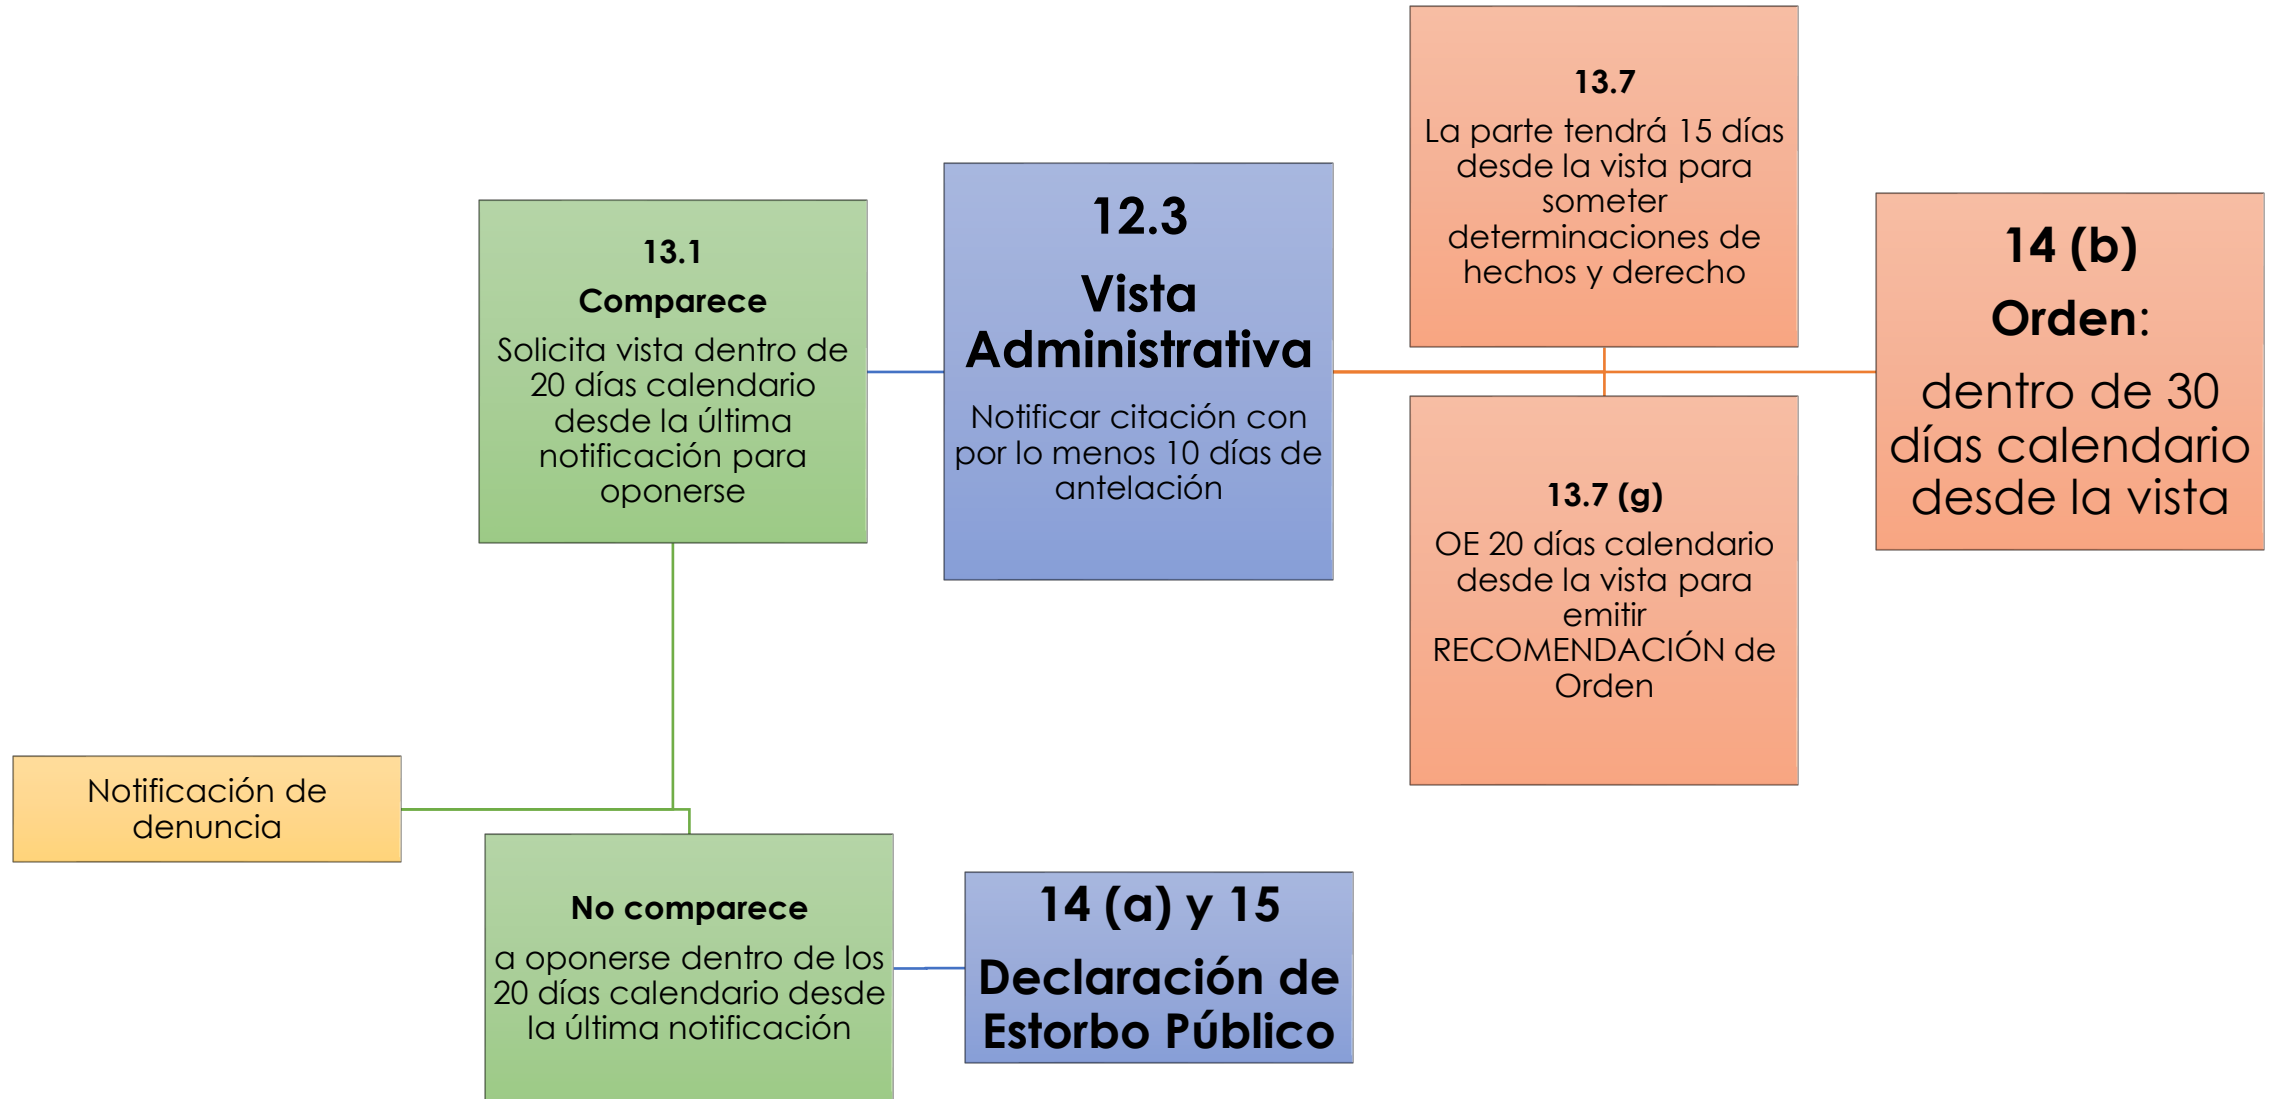 Notificación de
denuncia
13.1
Comparece
Solicita vista dentro de
20 días calendario
desde la última
notificación para
oponerse
12.3
Vista
Administrativa
Notificar citación con
por lo menos 10 días de
antelación
13.7
La parte tendrá 15 días
desde la vista para
someter
determinaciones de
hechos y derecho
13.7 (g)
OE 20 días calendario
desde la vista para
emitir
RECOMENDACIÓN de
Orden
14 (b)
Orden:
dentro de 30
días calendario
desde la vista
No comparece
a oponerse dentro de los
20 días calendario desde
la última notificación
14 (a) y 15
Declaración de
Estorbo Público